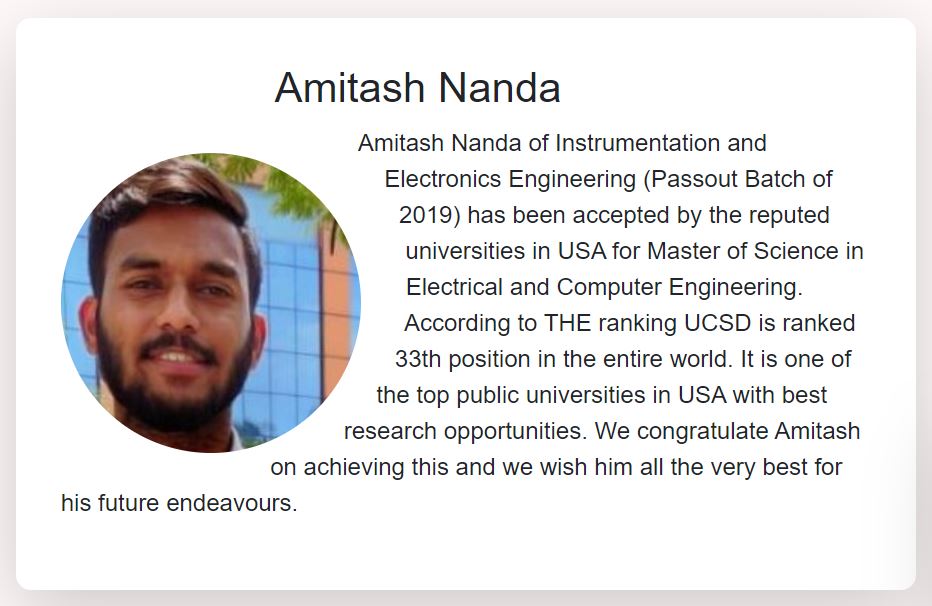 Amitash Nanda
Amitash Nanda of Instrumentation and
Electronics Engineering (Passout Batch of
2019) has been accepted by the reputed
universities in USA for Master of Science in
Electrical and Computer Engineering.
According to THE ranking UCSD is ranked
33th position in the entire world. It is one of
the top public universities in USA with best
research opportunities. We congratulate Amitash
on achieving this and we wish him all the very best for
his future endeavours.